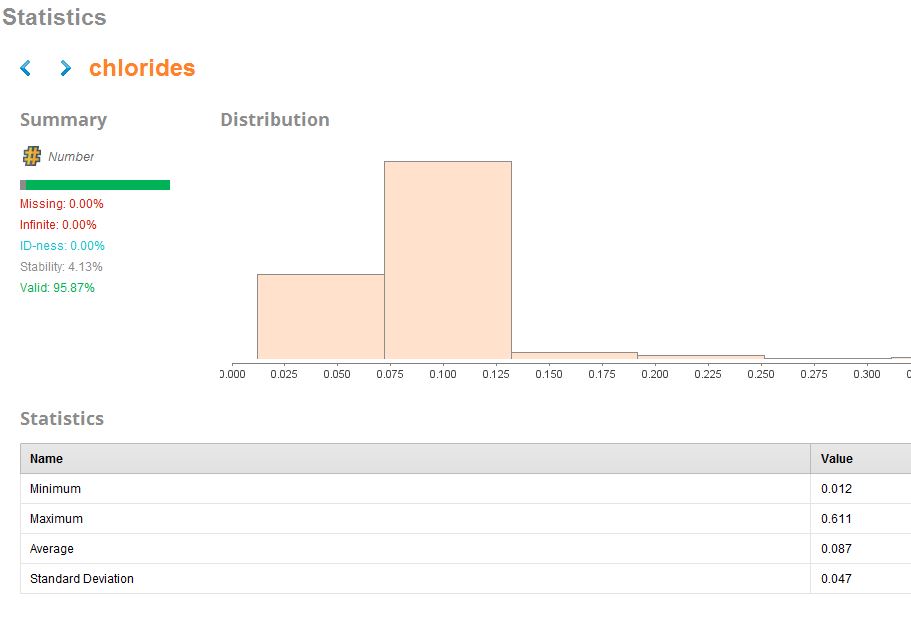 Statistics
chlorides
Summary
Distribution
Number
Missing: 0.00%
Infinite: 0.00%
ID-ness: 0.00%
Stability: 4.13%
Valid: 95.87%
0.000 0.025 0.050 0.075 0.100 0.125 0.150 0.175 0.200 0.225 0.250 0.275 0.300
Statistics
Name Value
Minimum 0.012
Maximum 0.611
Average 0.087
Standard Deviation 0.047